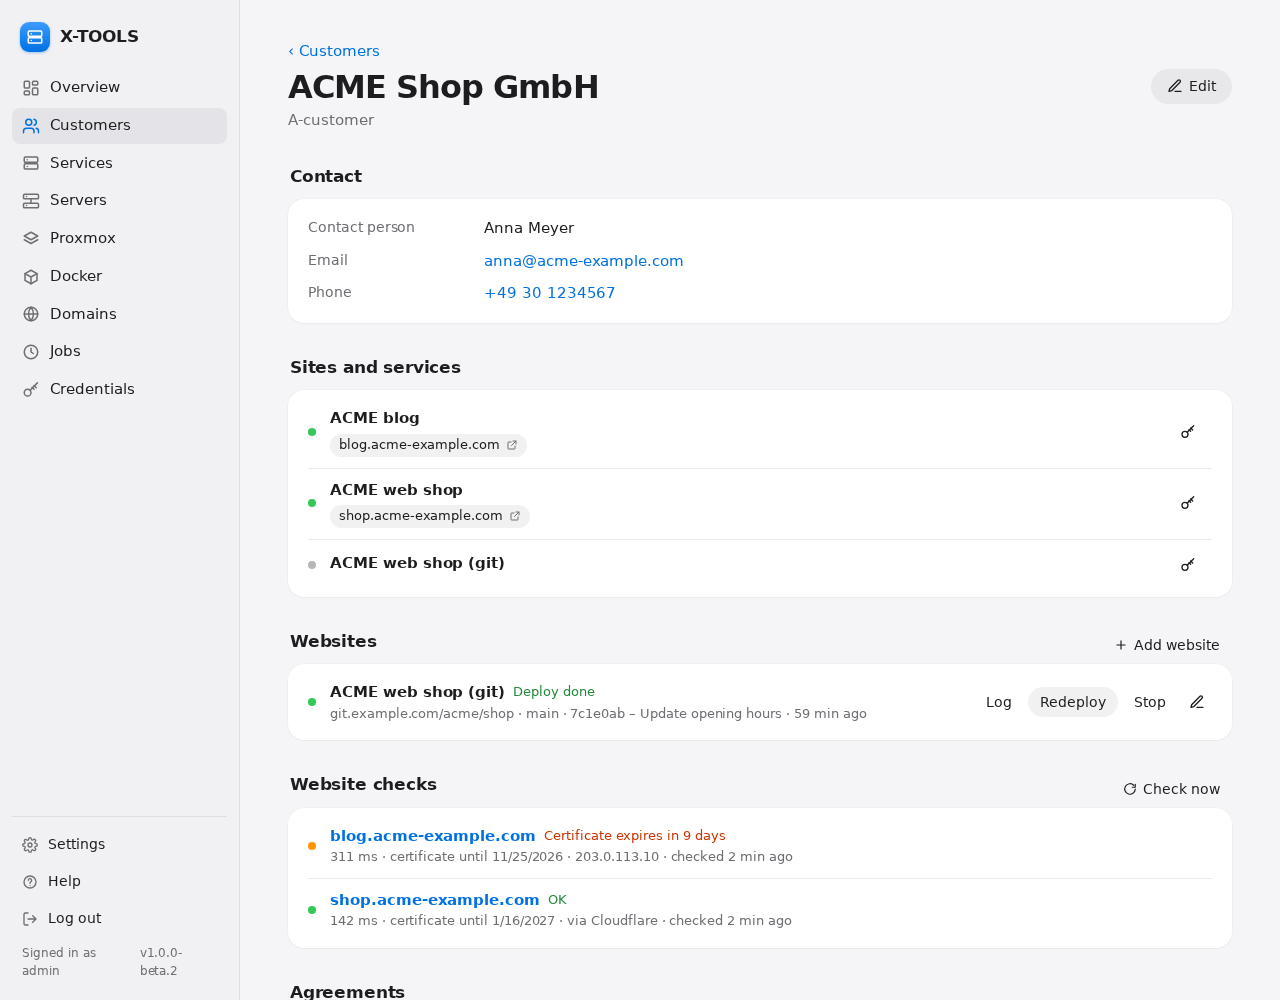 X-TOOLS
Overview
Customers
Services
Servers
Proxmox
Docker
Domains
Jobs
Credentials
Settings
Help
Log out
Signed in as admin
v1.0.0-beta.2
‹ Customers
ACME Shop GmbH
Edit
A-customer
Contact
Contact person Anna Meyer
Email anna@acme-example.com
Phone +49 30 1234567
Sites and services
ACME blog
blog.acme-example.com
ACME web shop
shop.acme-example.com
ACME web shop (git)
Websites
+ Add website
ACME web shop (git) Deploy done
git.example.com/acme/shop · main · 7c1e0ab – Update opening hours · 59 min ago
Log Redeploy Stop
Website checks
Check now
blog.acme-example.com Certificate expires in 9 days
311 ms · certificate until 11/25/2026 · 203.0.113.10 · checked 2 min ago
shop.acme-example.com OK
142 ms · certificate until 1/16/2027 · via Cloudflare · checked 2 min ago
Agreements